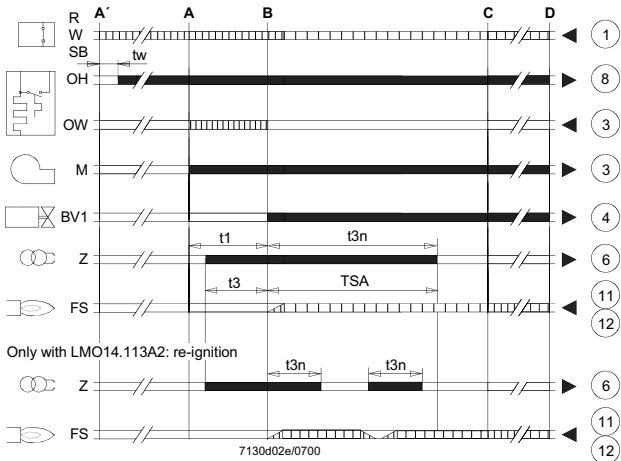 A´ A B C D
R
W 1
SB
tw
OH 8
OW 3
M 3
BV1 4
t1 t3n
Z 6
t3 TSA
FS 11
12
Only with LMO14.113A2: re-ignition
t3n t3n
Z 6
FS 11
12
7130d02e/0700